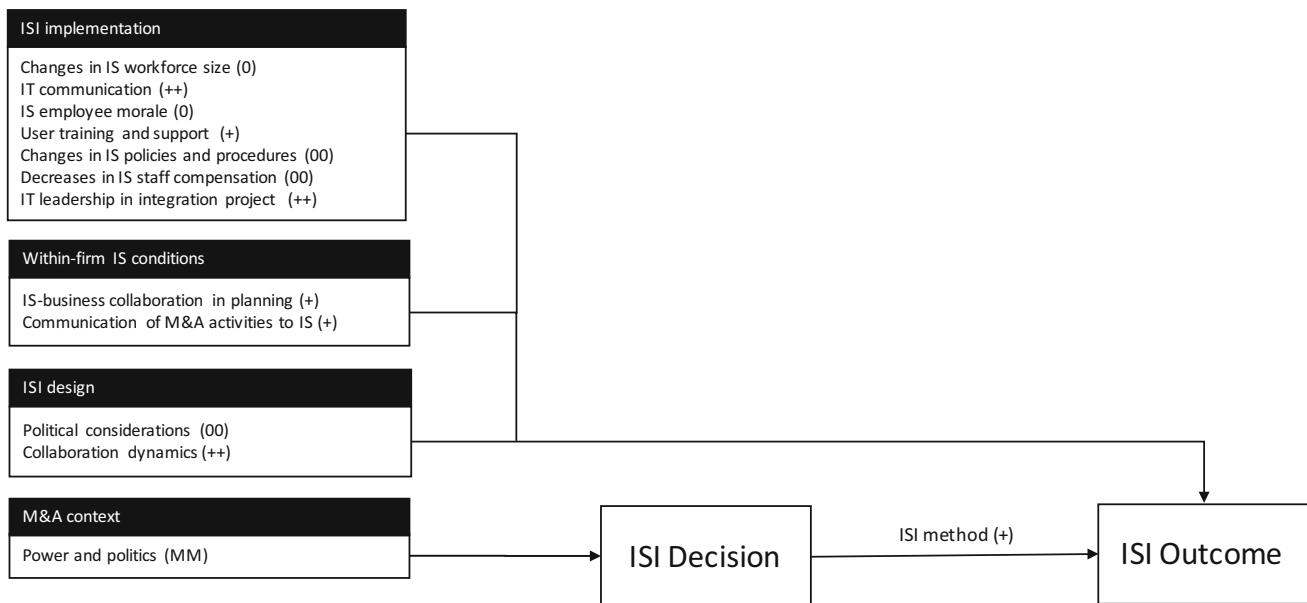 ISI implementation
Changes in IS workforce size (0)
IT communication (++)
IS employee morale (0)
User training and support (+)
Changes in IS policies and procedures (00)
Decreases in IS staff compensation (00)
IT leadership in integration project (++)
Within-firm IS conditions
IS-business collaboration in planning (+)
Communication of M&A activities to IS (+)
ISI design
Political considerations (00)
Collaboration dynamics (++)
M&A context
Power and politics (MM)
ISI Decision
ISI method (+)
ISI Outcome